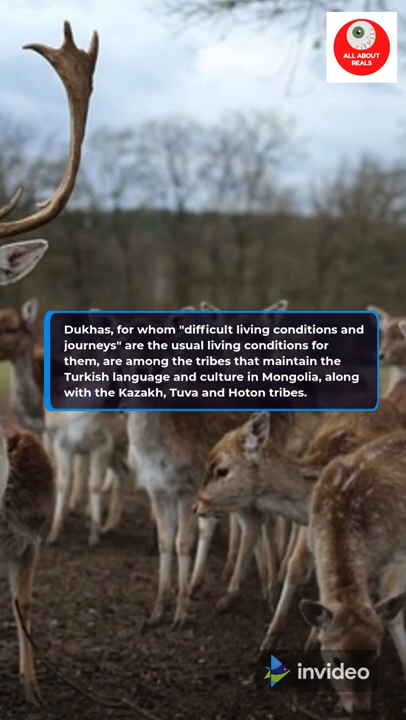 ALL ABOUT
REALS
Dukhas, for whom "difficult living conditions and
journeys" are the usual living conditions for
them, are among the tribes that maintain the
Turkish language and culture in Mongolia, along
with the Kazakh, Tuva and Hoton tribes.
invideo